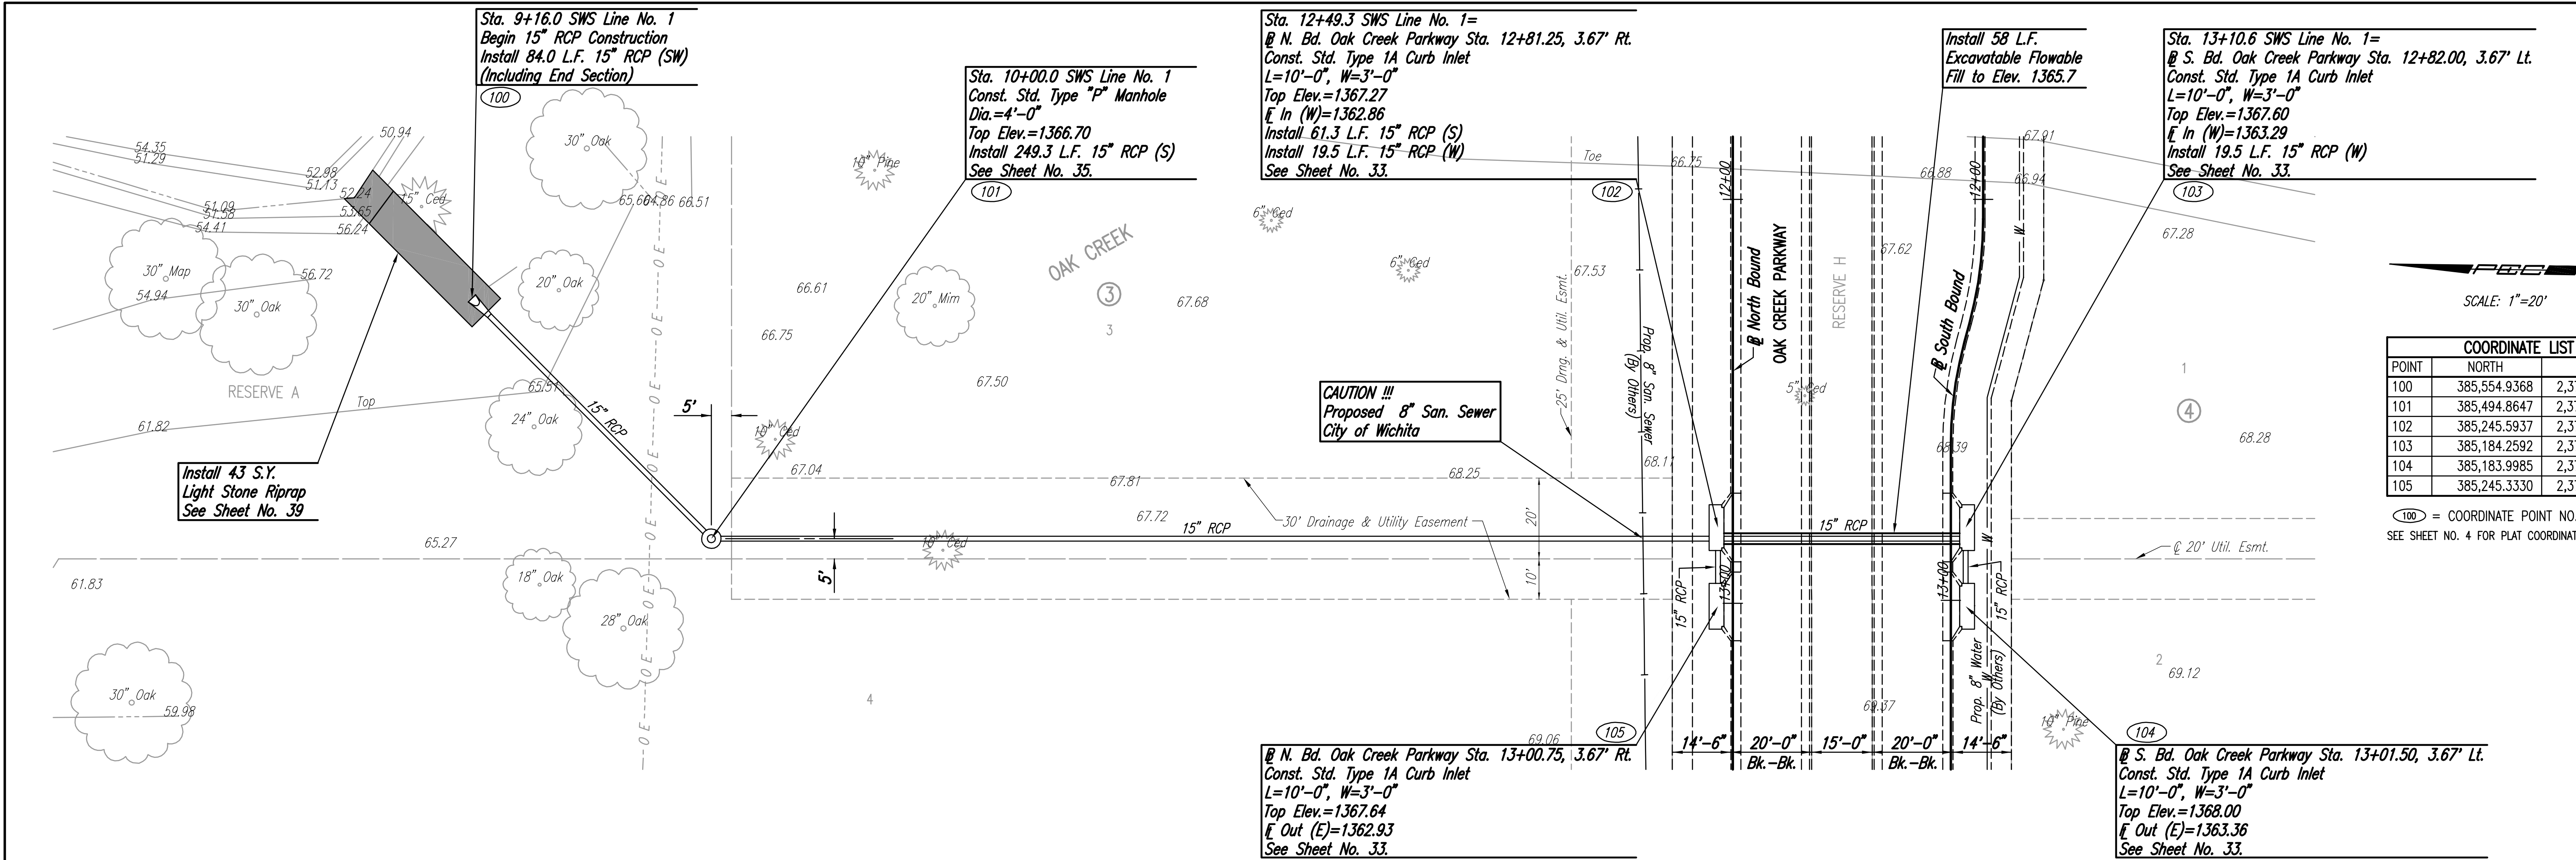 Sta. 9+16.0 SWS Line No. 1
Begin 15" RCP Construction
Install 84.0 L.F. 15" RCP (SW)
(Including End Section)
100
Sta. 10+00.0 SWS Line No. 1
Const. Std. Type "P" Manhole
Dia.=4'-0"
Top Elev.=1366.70
Install 249.3 L.F. 15" RCP (S)
See Sheet No. 35.
101
Sta. 12+49.3 SWS Line No. 1=
℄ N. Bd. Oak Creek Parkway Sta. 12+81.25, 3.67' Rt.
Const. Std. Type 1A Curb Inlet
L=10'-0", W=3'-0"
Top Elev.=1367.27
In (W)=1362.86
Install 61.3 L.F. 15" RCP (S)
Install 19.5 L.F. 15" RCP (W)
See Sheet No. 33.
102
Install 58 L.F.
Excavatable Flowable
Fill to Elev. 1365.7
Sta. 13+10.6 SWS Line No. 1=
S. Bd. Oak Creek Parkway Sta. 12+82.00, 3.67' Lt.
Const. Std. Type 1A Curb Inlet
L=10'-0", W=3'-0"
Top Elev.=1367.60
In (W)=1363.29
Install 19.5 L.F. 15" RCP (W)
See Sheet No. 33.
103
54.35
51.29
50.94
52.98
51.13
52.24
51.09
51.58
53.65
54.41
56.24
15" Ced
30" Oak
65.66
64.86
66.51
10" Pine
30" Map
54.94
56.72
30" Oak
20" Oak
RESERVE A
Top
61.82
65.51
24" Oak
15" RCP
5'
OE OE OE OE OE OE OE OE
66.61
66.75
20" Mim
67.50
OAK CREEK
3
3
67.68
6" Ced
6" Ced
10" Ced
67.04
67.81
68.25
67.72
15" RCP
30' Drainage & Utility Easement
20'
10'
10" Ced
5'
Install 43 S.Y.
Light Stone Riprap
See Sheet No. 39
65.27
61.83
18" Oak
28" Oak
30" Oak
59.98
4
CAUTION !!!
Proposed 8" San. Sewer
City of Wichita
Toe
66.75
67.53
25' Drng. & Util. Esmt.
Prop. 8" San. Sewer
(By Others)
68.11
12+00
North Bound
OAK CREEK PARKWAY
RESERVE H
5" Ced
66.88
67.62
12+00
67.91
66.94
W
South Bound
68.39
15" RCP
W
15" RCP
13+00
13+00
15" RCP
Prop. 8" Water
(By Others)
W
69.37
69.06
14'-6"
20'-0"
15'-0"
20'-0"
14'-6"
Bk.-Bk.
Bk.-Bk.
67.28
1
4
68.28
℄ 20' Util. Esmt.
2
69.12
10" Pine
PEC
SCALE: 1"=20'
COORDINATE LIST
POINT NORTH
100 385,554.9368
101 385,494.8647
102 385,245.5937
103 385,184.2592
104 385,183.9985
105 385,245.3330
100 = COORDINATE POINT NO.
SEE SHEET NO. 4 FOR PLAT
105
N. Bd. Oak Creek Parkway Sta. 13+00.75, 3.67' Rt.
Const. Std. Type 1A Curb Inlet
L=10'-0", W=3'-0"
Top Elev.=1367.64
Out (E)=1362.93
See Sheet No. 33.
104
S. Bd. Oak Creek Parkway Sta. 13+01.50, 3.67' Lt.
Const. Std. Type 1A Curb Inlet
L=10'-0", W=3'-0"
Top Elev.=1368.00
Out (E)=1363.36
See Sheet No. 33.